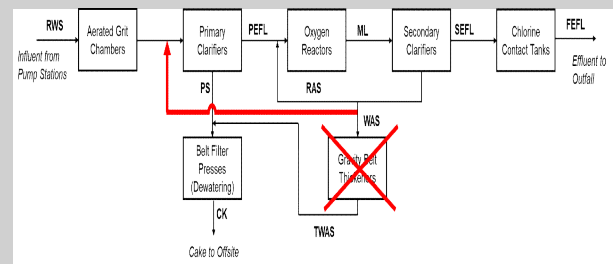 RWS
Influent from
Pump Stations
Aerated Grit
Chambers
Primary
Clarifiers
PEFL
Oxygen
Reactors
ML
Secondary
Clarifiers
SEFL
Chlorine
Contact Tanks
FEFL
Effluent to
Outfall
PS
RAS
WAS
Belt Filter
Presses
(Dewatering)
Gravity Belt
Thickeners
CK
TWAS
Cake to Offsite